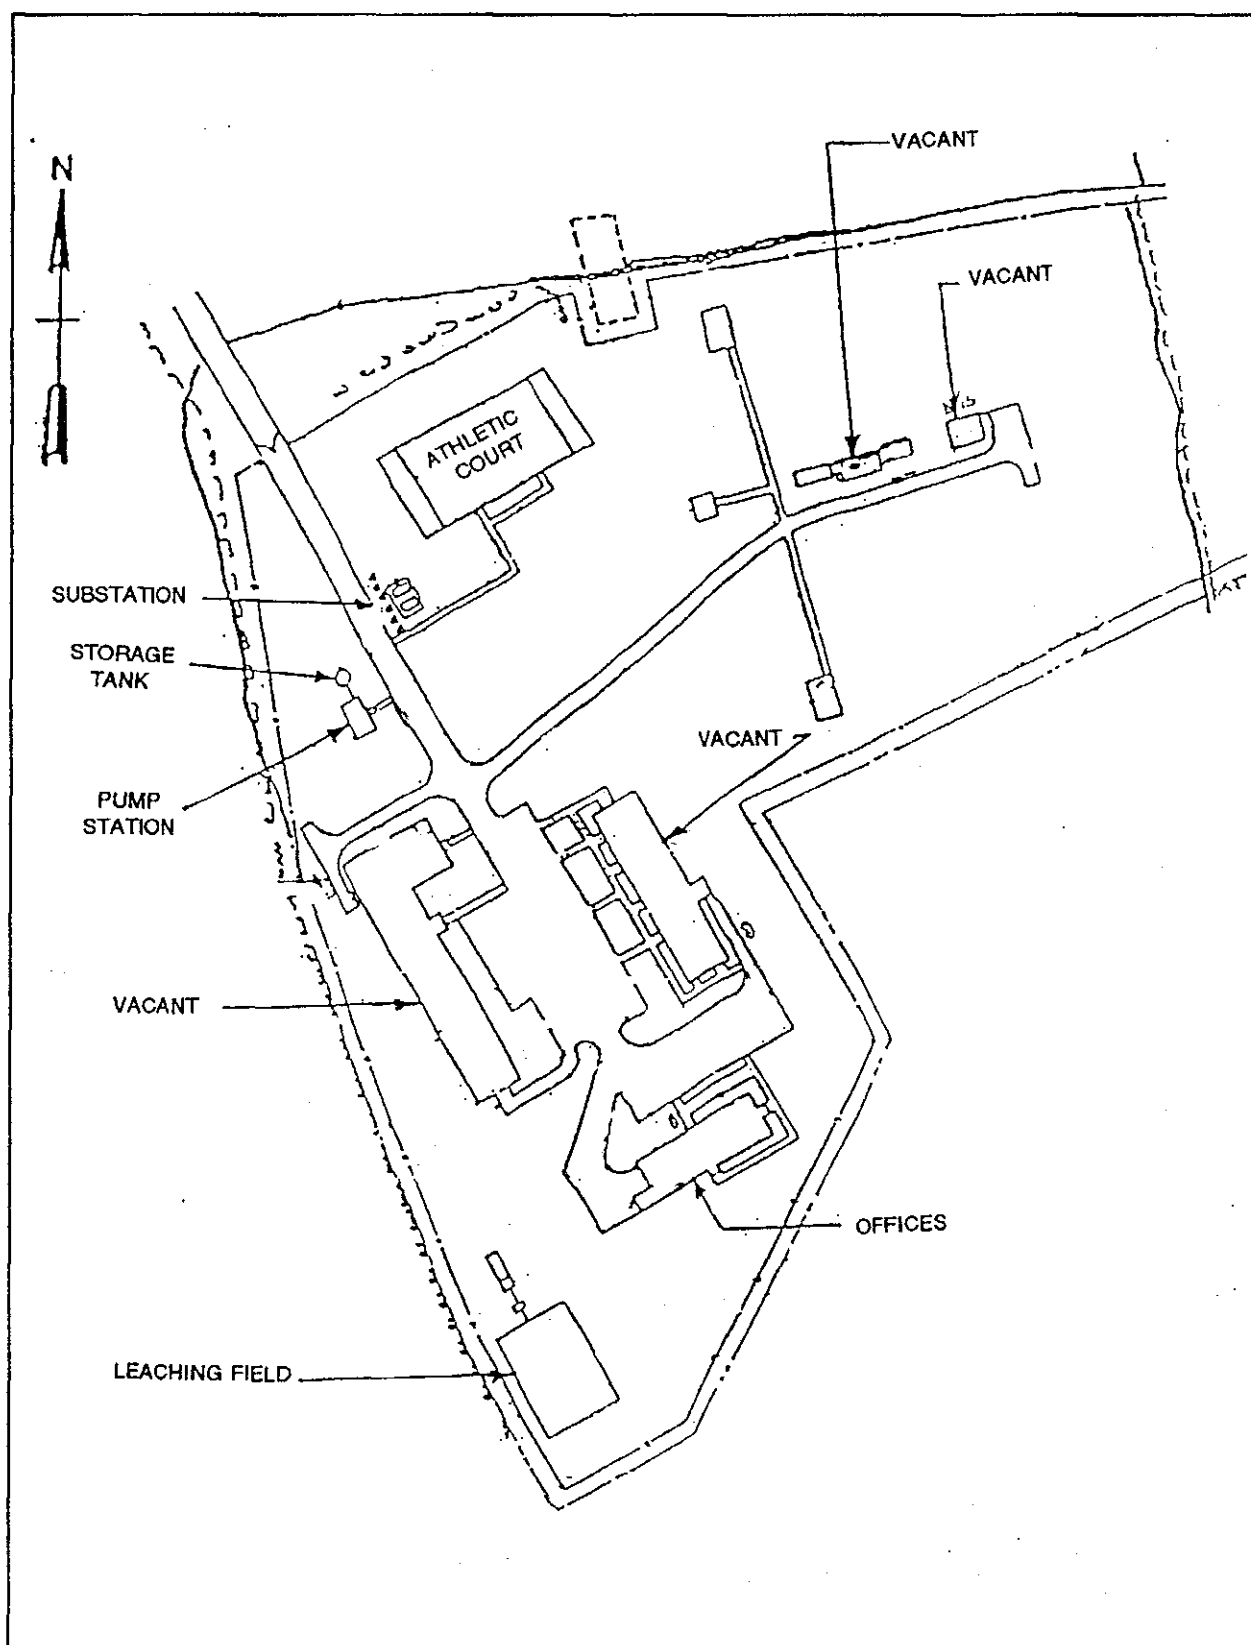 VACANT
N
VACANT
ATHLETIC
COURT
SUBSTATION
STORAGE
TANK
VACANT
PUMP
STATION
VACANT
OFFICES
LEACHING FIELD